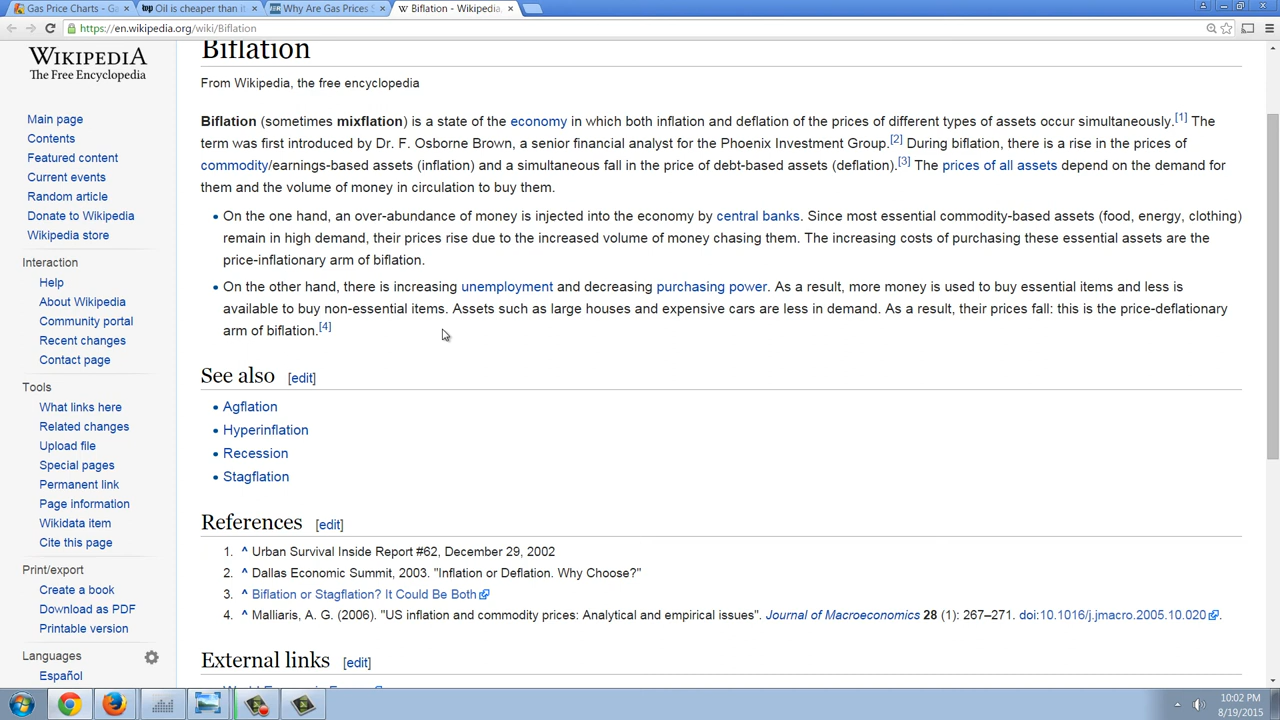 Gas Price Charts - Ga
Oil is cheaper than it
Why Are Gas Prices S
Biflation - Wikipedia,
https://en.wikipedia.org/wiki/Biflation
WIKIPEDIA
The Free Encyclopedia
Main page
Contents
Featured content
Current events
Random article
Donate to Wikipedia
Wikipedia store
Interaction
Help
About Wikipedia
Community portal
Recent changes
Contact page
Tools
What links here
Related changes
Upload file
Special pages
Permanent link
Page information
Wikidata item
Cite this page
Print/export
Create a book
Download as PDF
Printable version
Languages
Español
Biflation
From Wikipedia, the free encyclopedia
Biflation (sometimes mixflation) is a state of the economy in which both inflation and deflation of the prices of different types of assets occur simultaneously.[1] The
term was first introduced by Dr. F. Osborne Brown, a senior financial analyst for the Phoenix Investment Group.[2] During biflation, there is a rise in the prices of
commodity/earnings-based assets (inflation) and a simultaneous fall in the price of debt-based assets (deflation).[3] The prices of all assets depend on the demand for
them and the volume of money in circulation to buy them.
• On the one hand, an over-abundance of money is injected into the economy by central banks. Since most essential commodity-based assets (food, energy, clothing)
remain in high demand, their prices rise due to the increased volume of money chasing them. The increasing costs of purchasing these essential assets are the
price-inflationary arm of biflation.
• On the other hand, there is increasing unemployment and decreasing purchasing power. As a result, more money is used to buy essential items and less is
available to buy non-essential items. Assets such as large houses and expensive cars are less in demand. As a result, their prices fall: this is the price-deflationary
arm of biflation.[4]
See also [edit]
• Agflation
• Hyperinflation
• Recession
• Stagflation
References [edit]
1. ^ Urban Survival Inside Report #62, December 29, 2002
2. ^ Dallas Economic Summit, 2003. "Inflation or Deflation. Why Choose?"
3. ^ Biflation or Stagflation? It Could Be Both
4. ^ Malliaris, A. G. (2006). "US inflation and commodity prices: Analytical and empirical issues". Journal of Macroeconomics 28 (1): 267–271. doi:10.1016/j.jmacro.2005.10.020.
External links [edit]
10:02 PM
8/19/2015